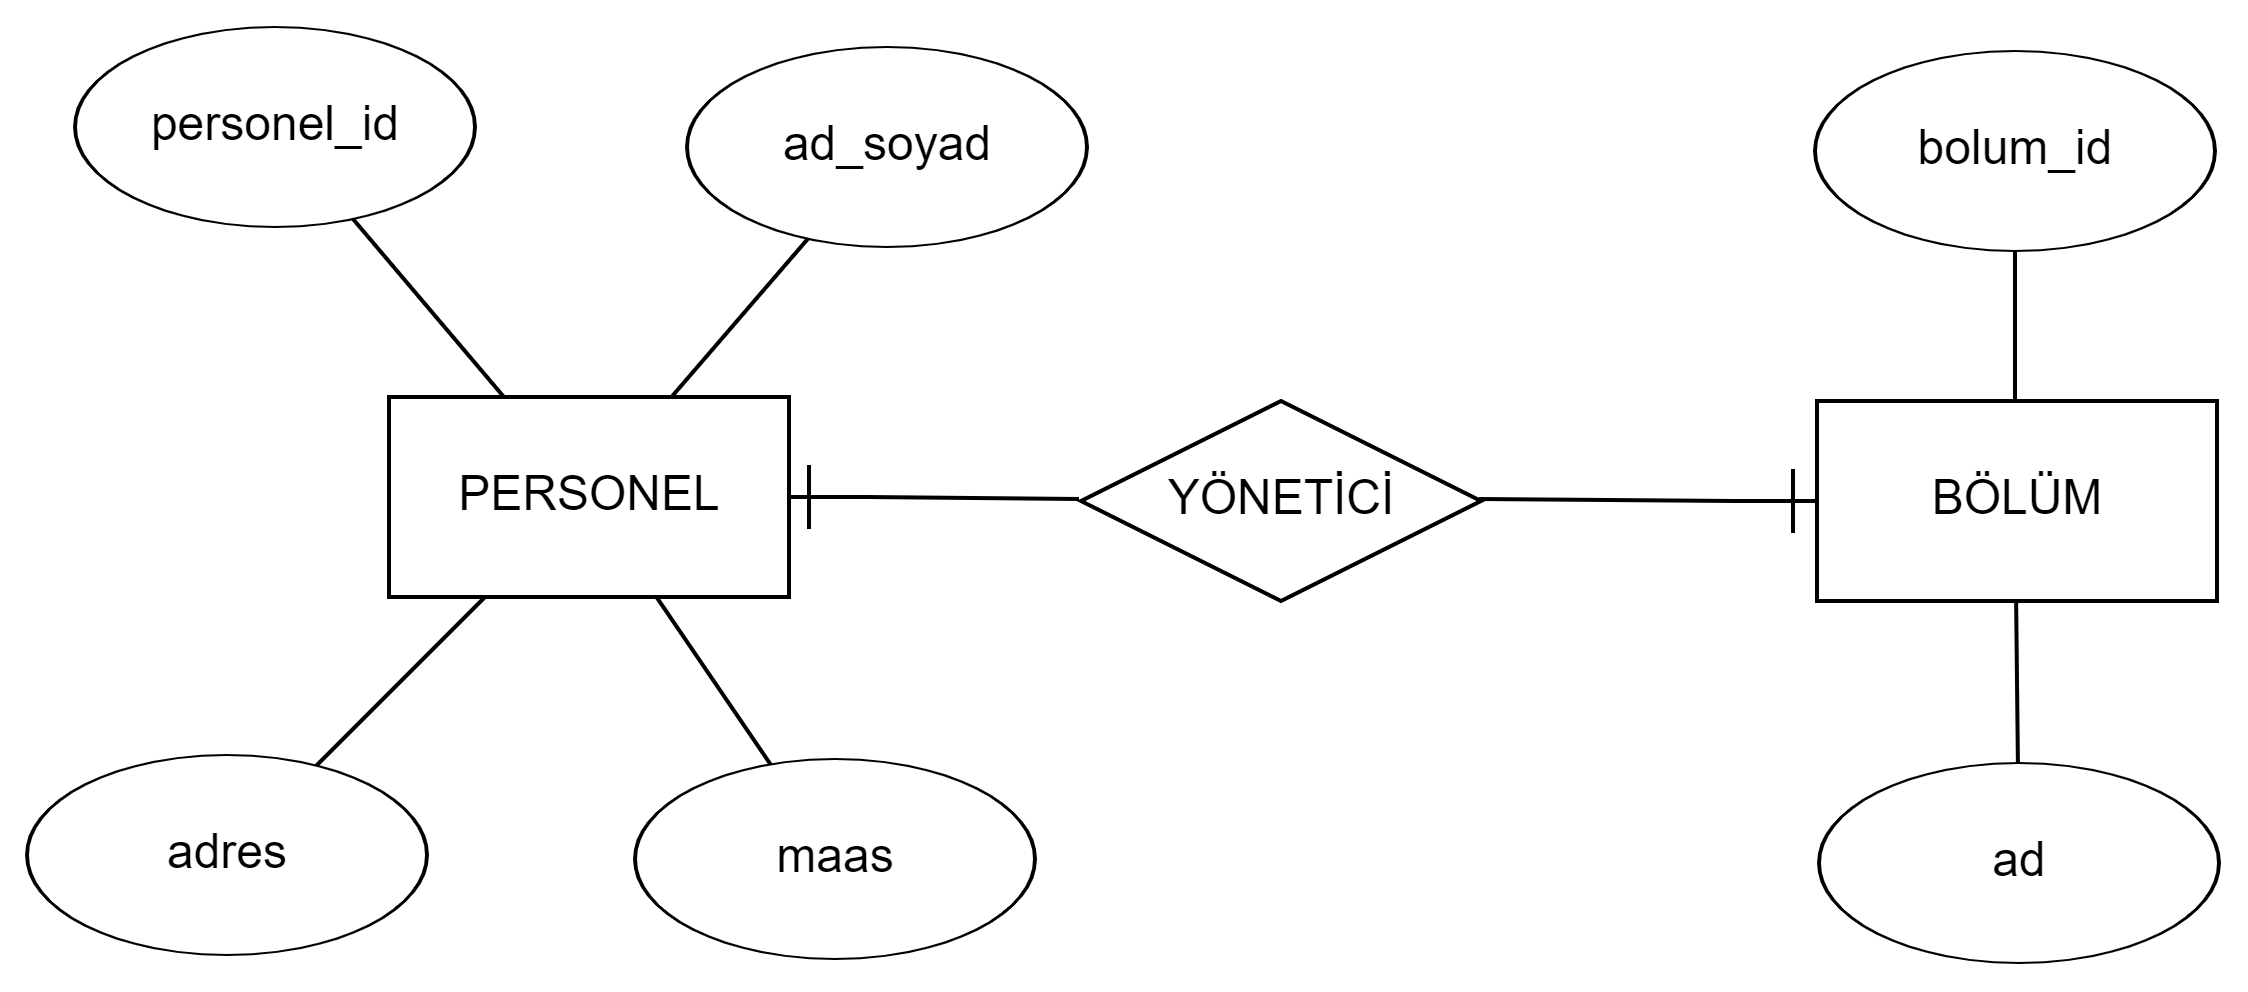 personel_id
ad_soyad
bolum_id
PERSONEL
YÖNETİCİ
BÖLÜM
adres
maas
ad